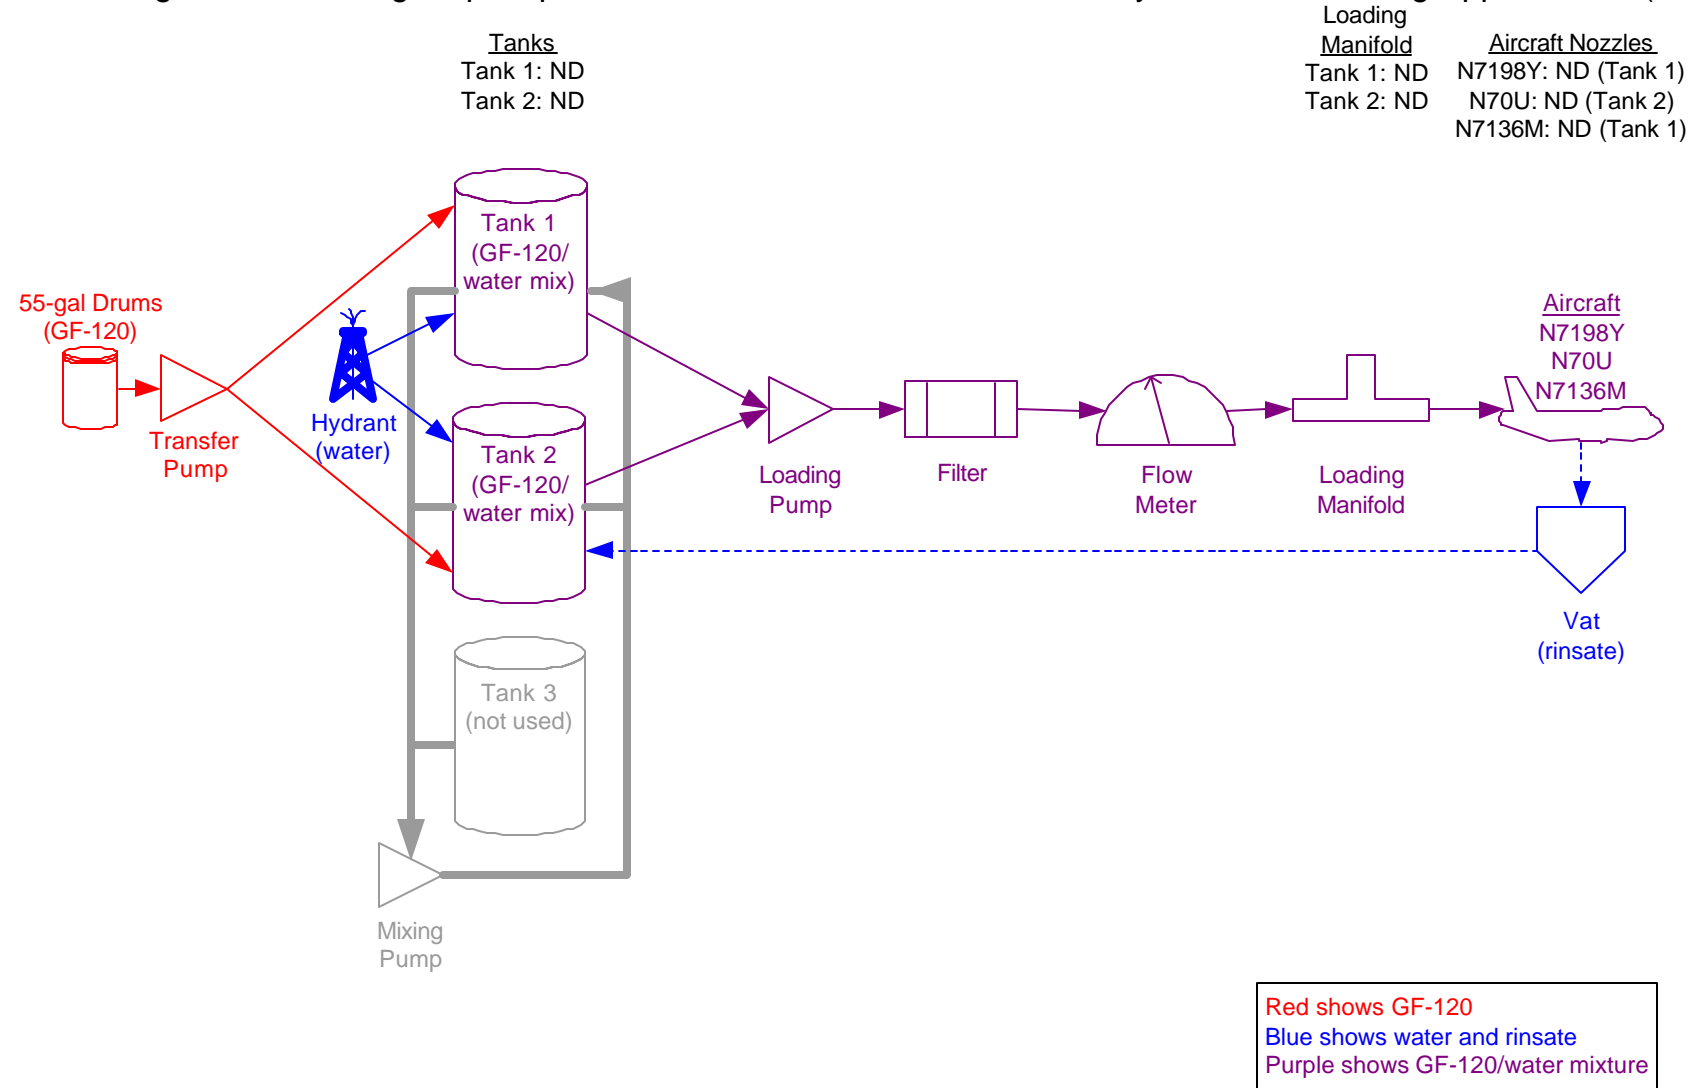 Loading
Manifold
Tank 1: ND
Tank 2: ND
Tanks
Tank 1: ND
Tank 2: ND
Aircraft Nozzles
N7198Y: ND (Tank 1)
N70U: ND (Tank 2)
N7136M: ND (Tank 1)
Tank 1
(GF-120/
water mix)
55-gal Drums
(GF-120)
Transfer
Pump
Hydrant
(water)
Tank 2
(GF-120/
water mix)
Loading
Pump
Filter
Flow
Meter
Loading
Manifold
Aircraft
N7198Y
N70U
N7136M
Vat
(rinsate)
Tank 3
(not used)
Mixing
Pump
Red shows GF-120
Blue shows water and rinsate
Purple shows GF-120/water mixture